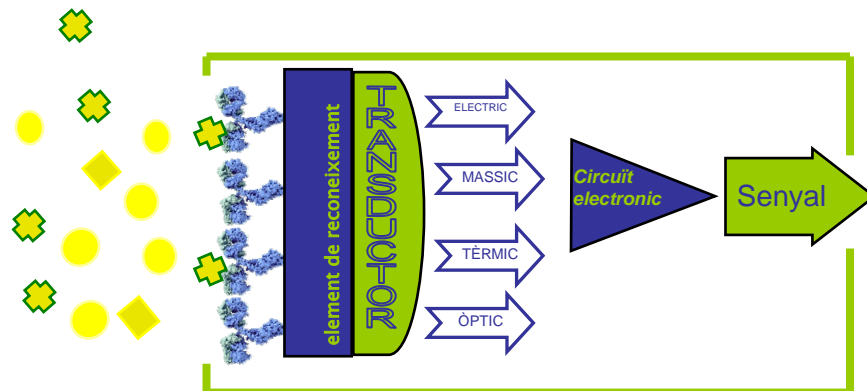 element de reconeixement
TRANSDUCTOR
ELECTRIC
MASSIC
TÈRMIC
ÒPTIC
Circuït
electronic
Senyal